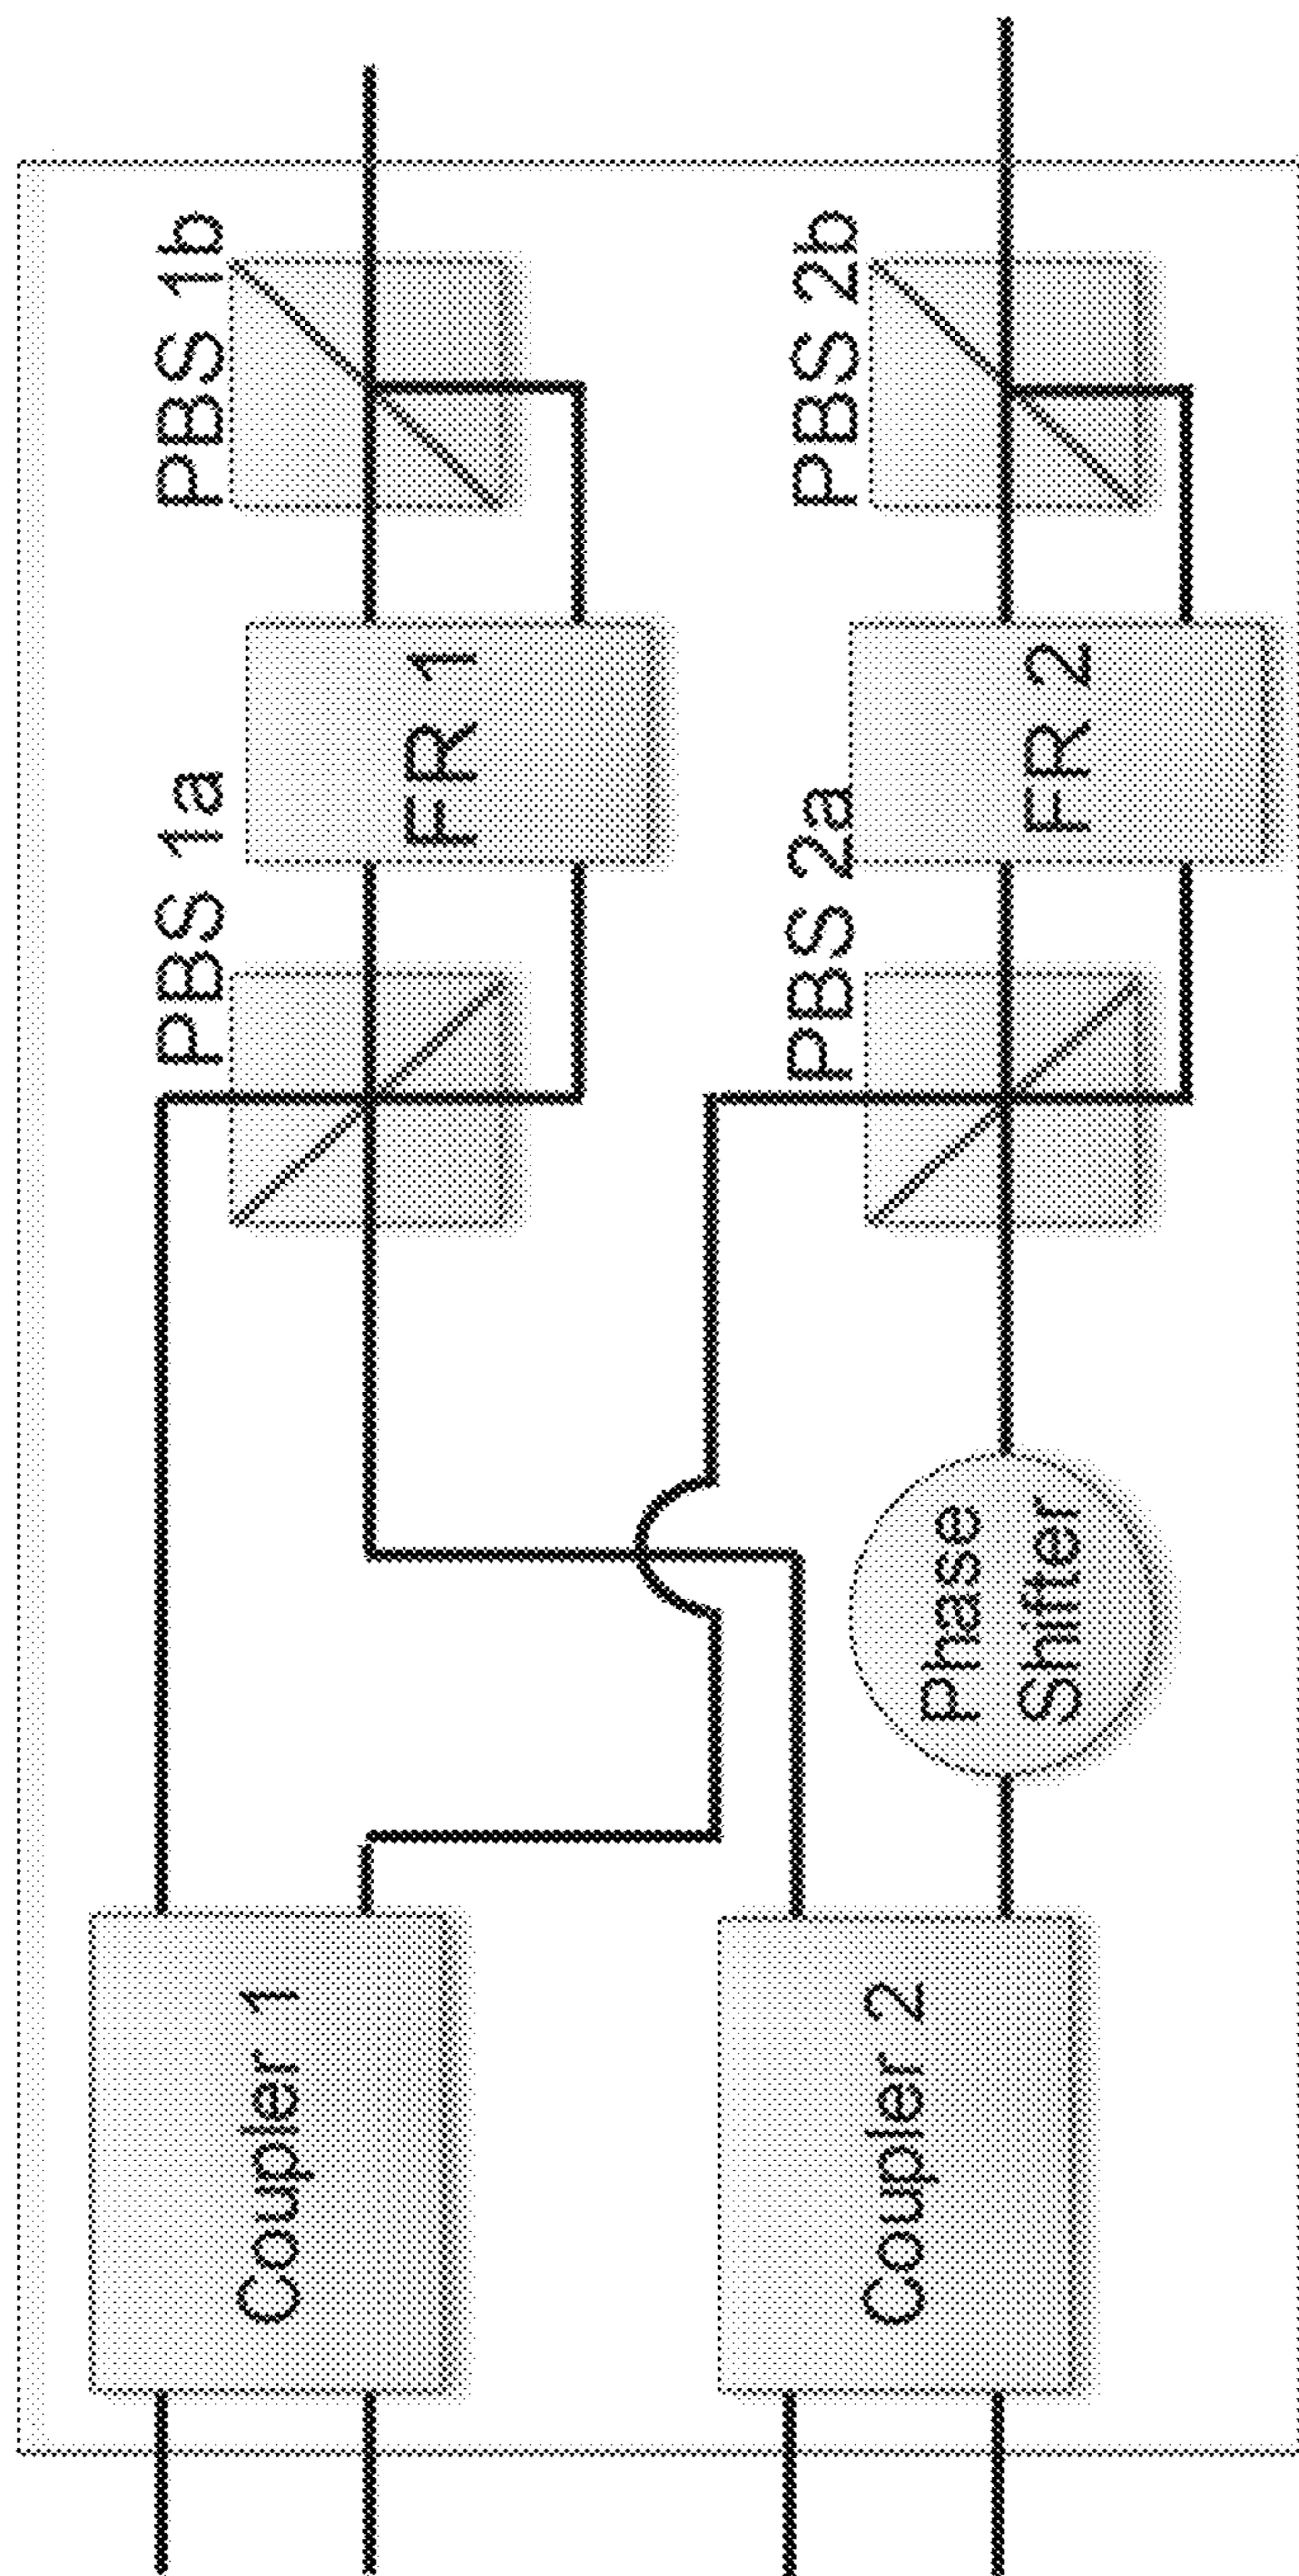 Coupler 1
PBS 1a
FR 1
PBS 1b
Coupler 2
Phase
Shifter
PBS 2a
FR 2
PBS 2b